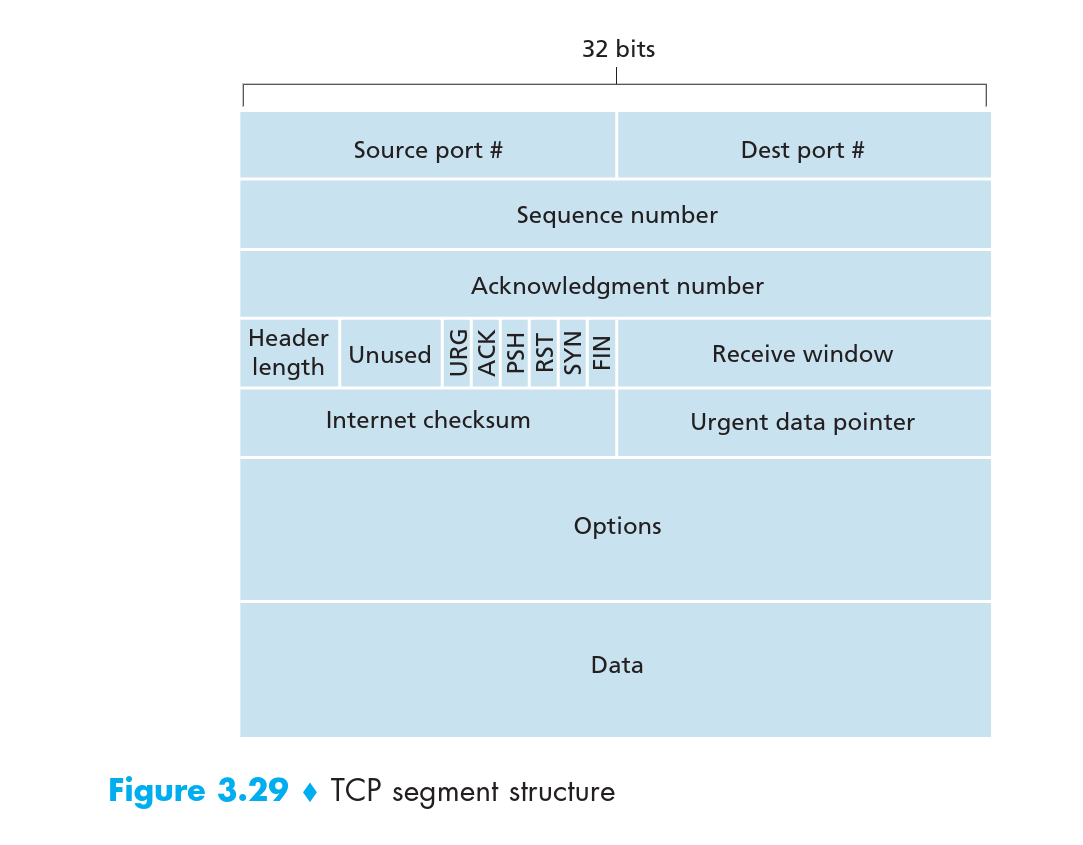 32 bits
Source port #
Dest port #
Sequence number
Acknowledgment number
Header
length
Unused
URG
ACK
PSH
RST
SYN
FIN
Receive window
Internet checksum
Urgent data pointer
Options
Data
Figure 3.29 ♦ TCP segment structure